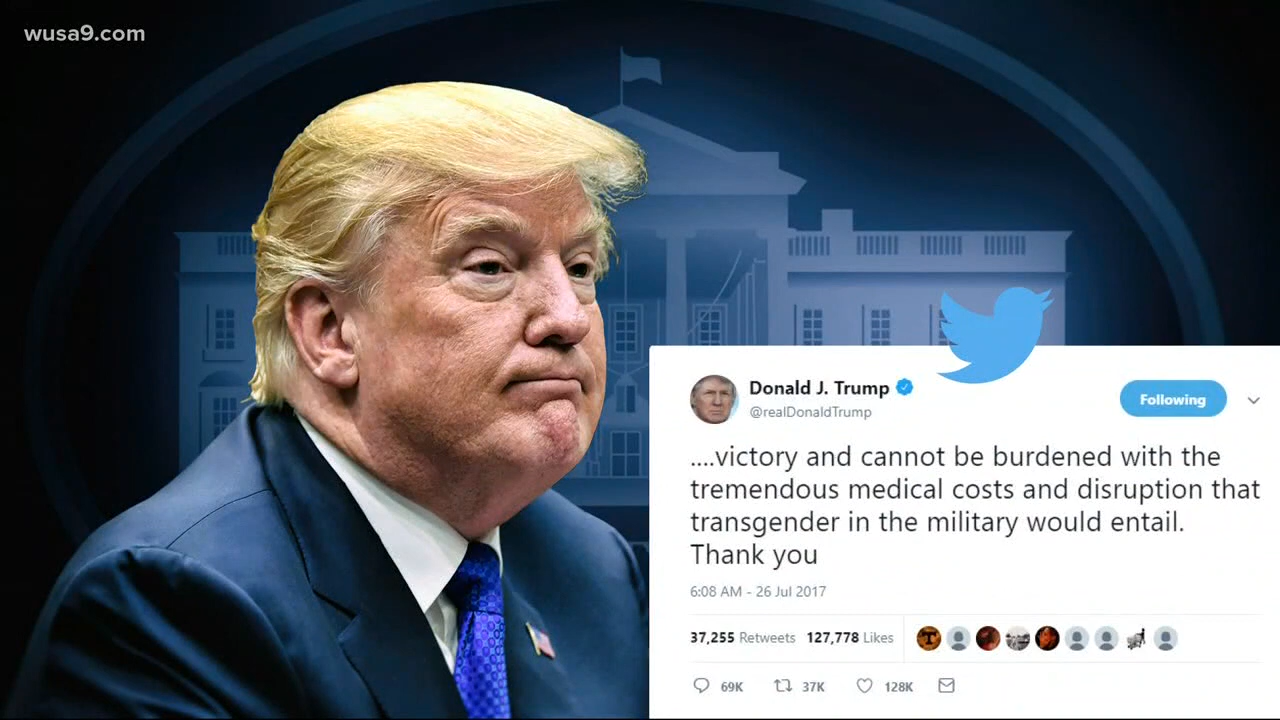 wusa9.com
Donald J. Trump
@realDonaldTrump
Following
....victory and cannot be burdened with the
tremendous medical costs and disruption that
transgender in the military would entail.
Thank you
6:08 AM - 26 Jul 2017
37,255 Retweets 127,778 Likes
T
69K 37K 128K